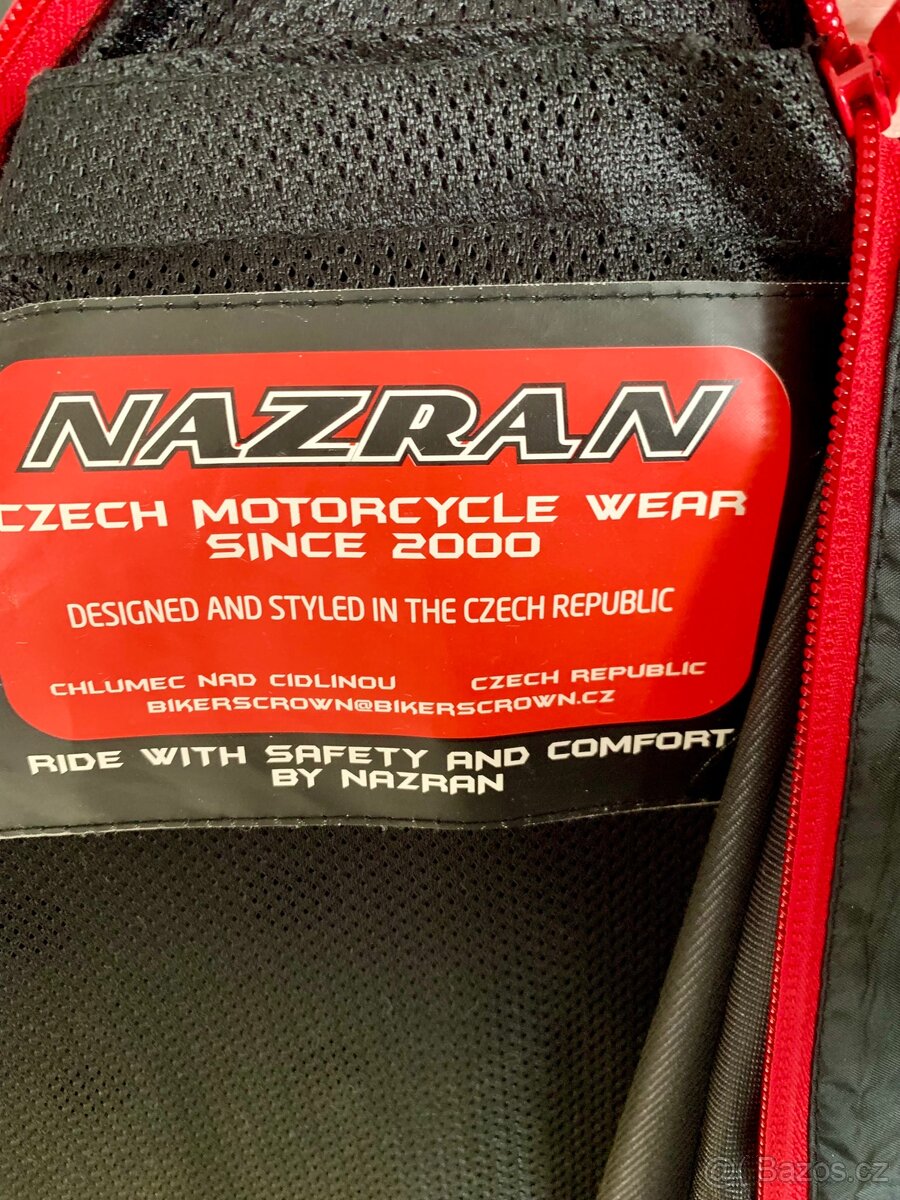 NAZRAN
CZECH MOTORCYCLE WEAR
SINCE 2000
DESIGNED AND STYLED IN THE CZECH REPUBLIC
CHLUMEC NAD CIDLINOU CZECH REPUBLIC
BIKERSCROWN@BIKERSCROWN.CZ
RIDE WITH SAFETY AND COMFORT
BY NAZRAN
Bazos.cz